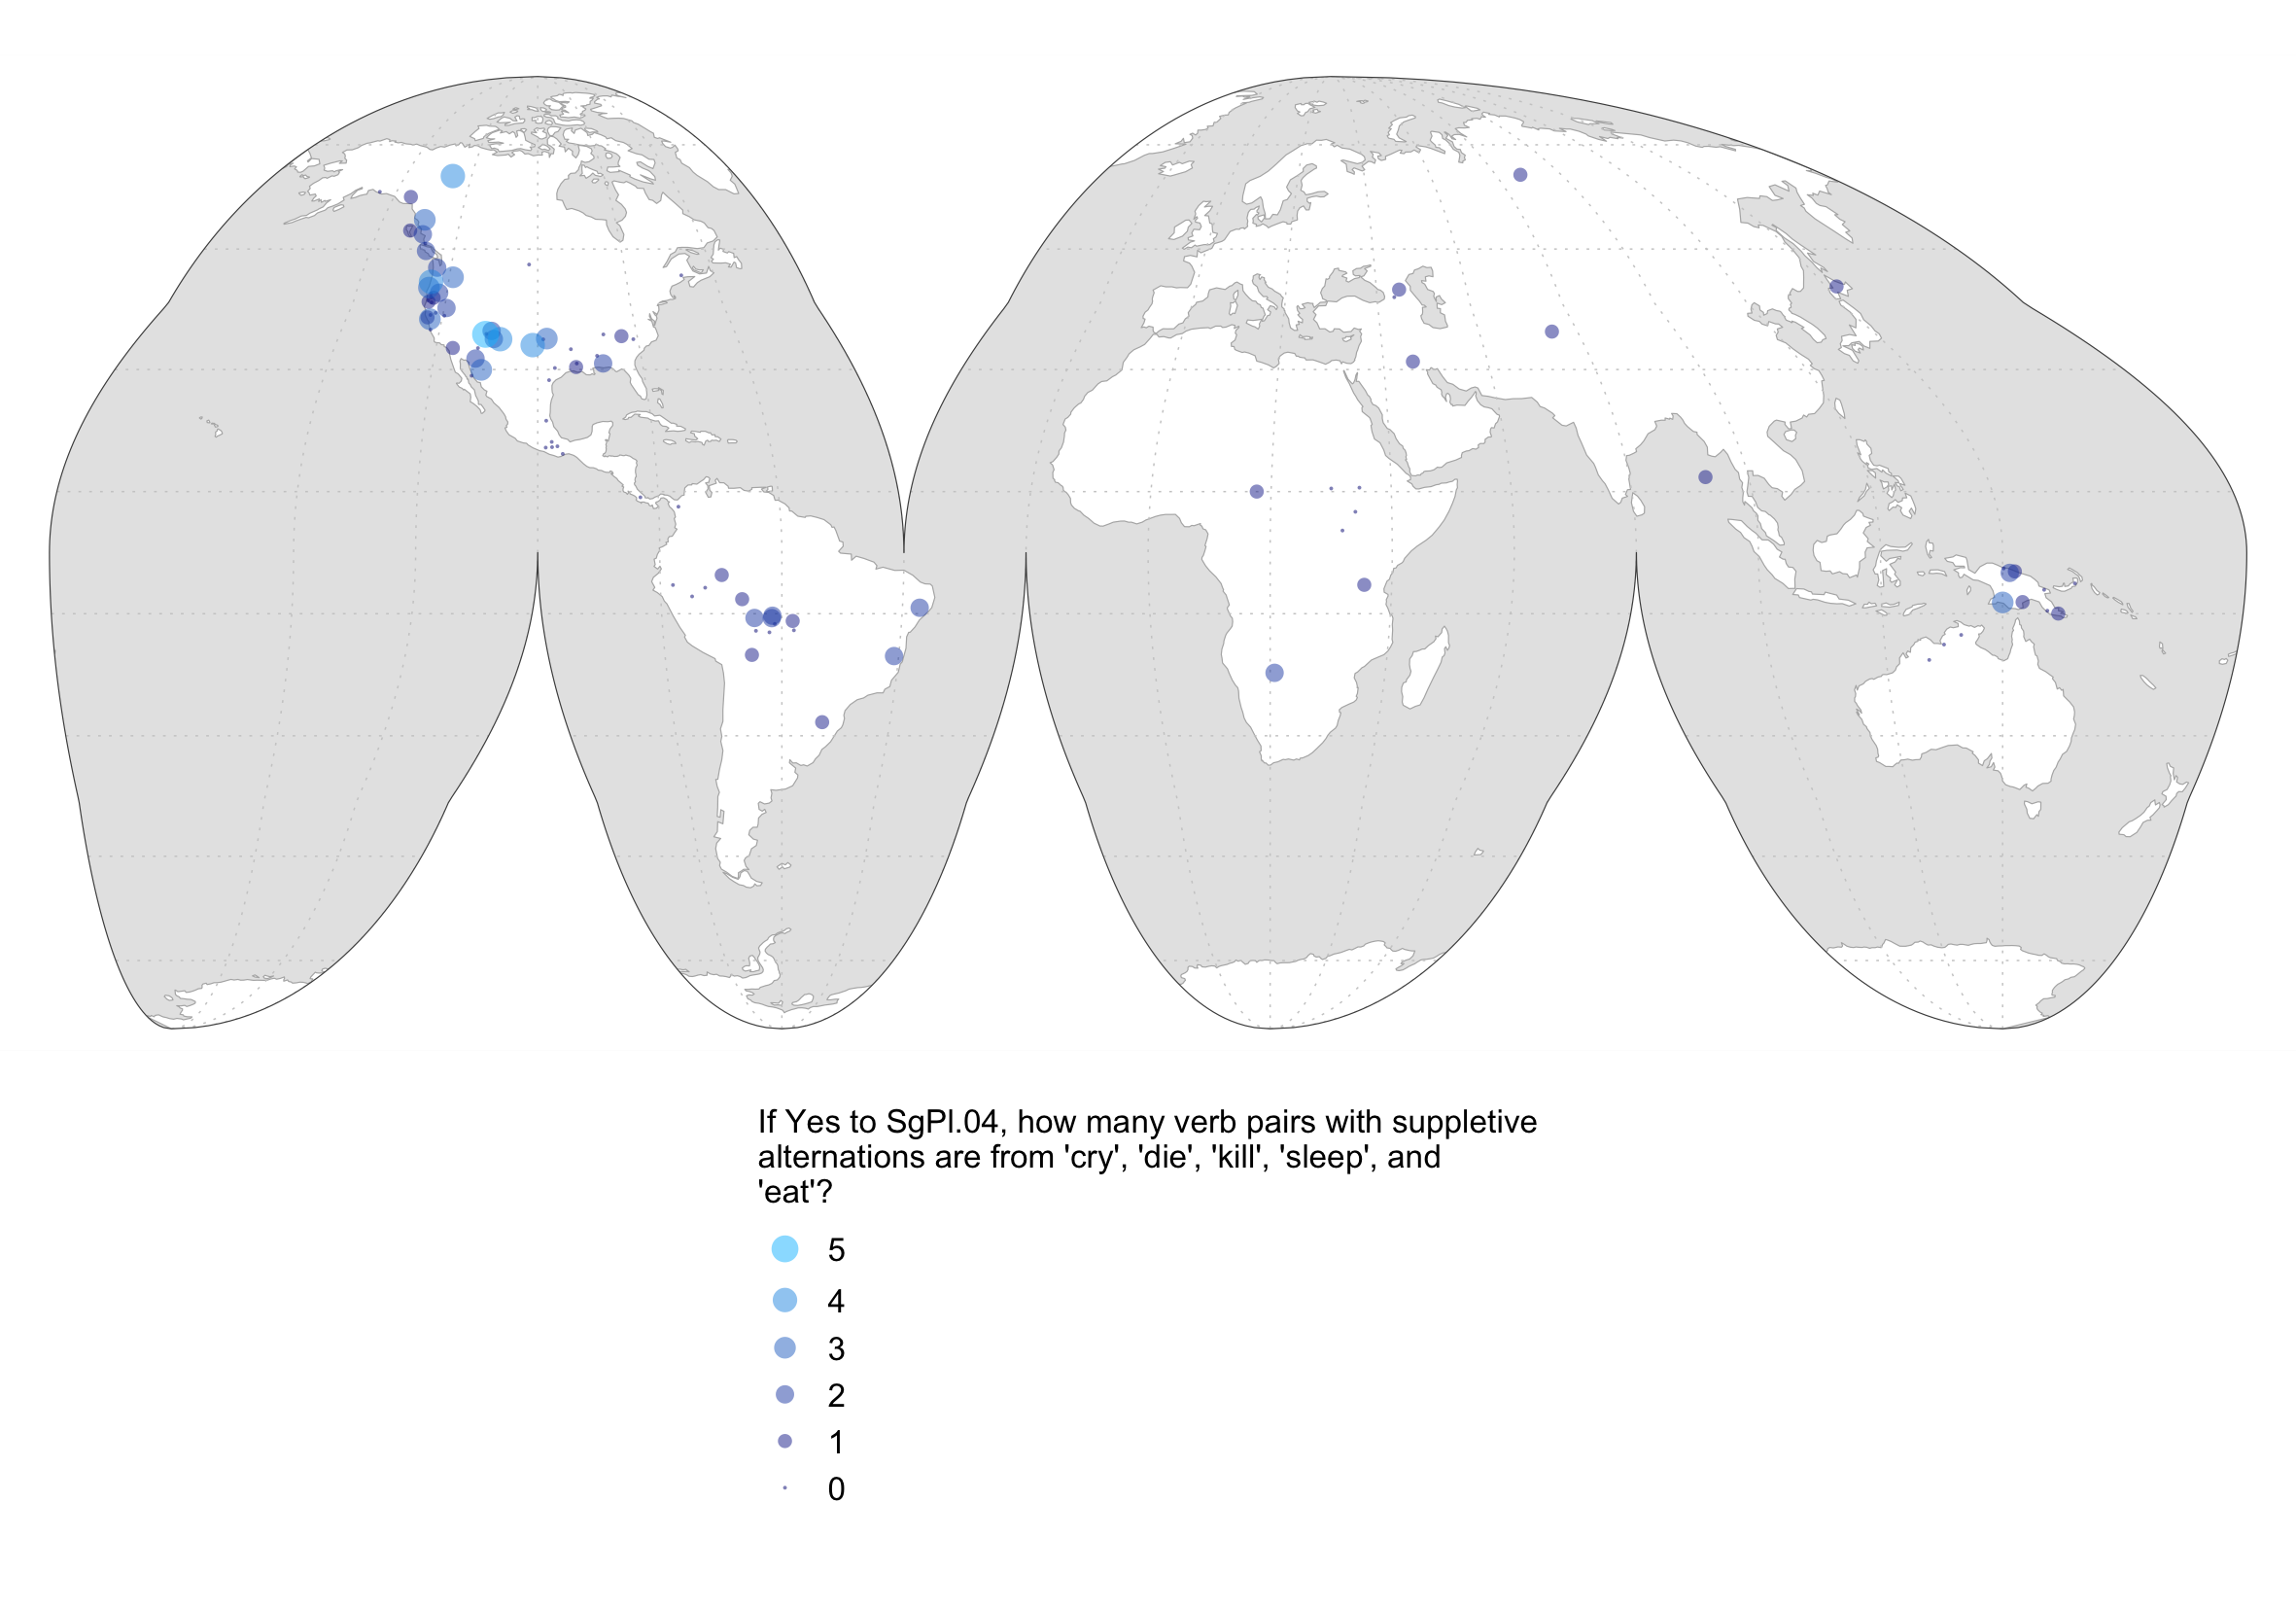 If Yes to SgPl.04, how many verb pairs with suppletive
alternations are from 'cry', 'die', 'kill', 'sleep', and
'eat'?
5
4
3
2
1
0